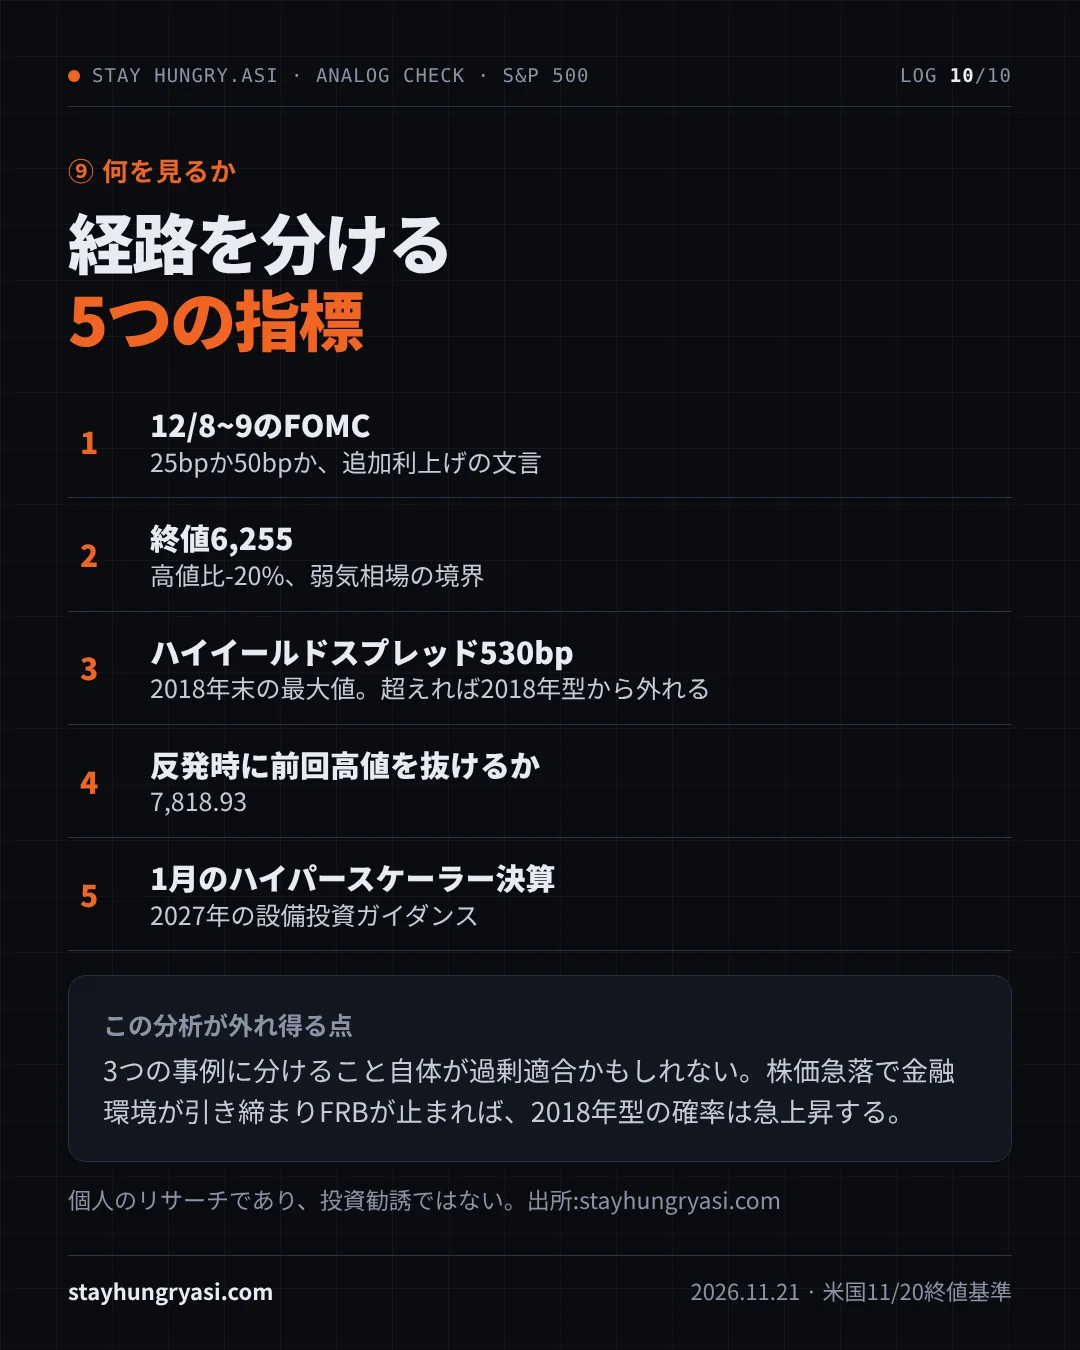 STAY HUNGRY.ASI · ANALOG CHECK · S&P 500
LOG 10/10
⑨ 何を見るか
経路を分ける
5つの指標
1
12/8~9のFOMC
25bpか50bpか、追加利上げの文言
2
終値6,255
高値比-20%、弱気相場の境界
3
ハイイールドスプレッド530bp
2018年末の最大値。超えれば2018年型から外れる
4
反発時に前回高値を抜けるか
7,818.93
5
1月のハイパースケーラー決算
2027年の設備投資ガイダンス
この分析が外れ得る点
3つの事例に分けること自体が過剰適合かもしれない。株価急落で金融
環境が引き締まりFRBが止まれば、2018年型の確率は急上昇する。
個人のリサーチであり、投資勧誘ではない。出所:stayhungryasi.com
stayhungryasi.com
2026.11.21 · 米国11/20終値基準